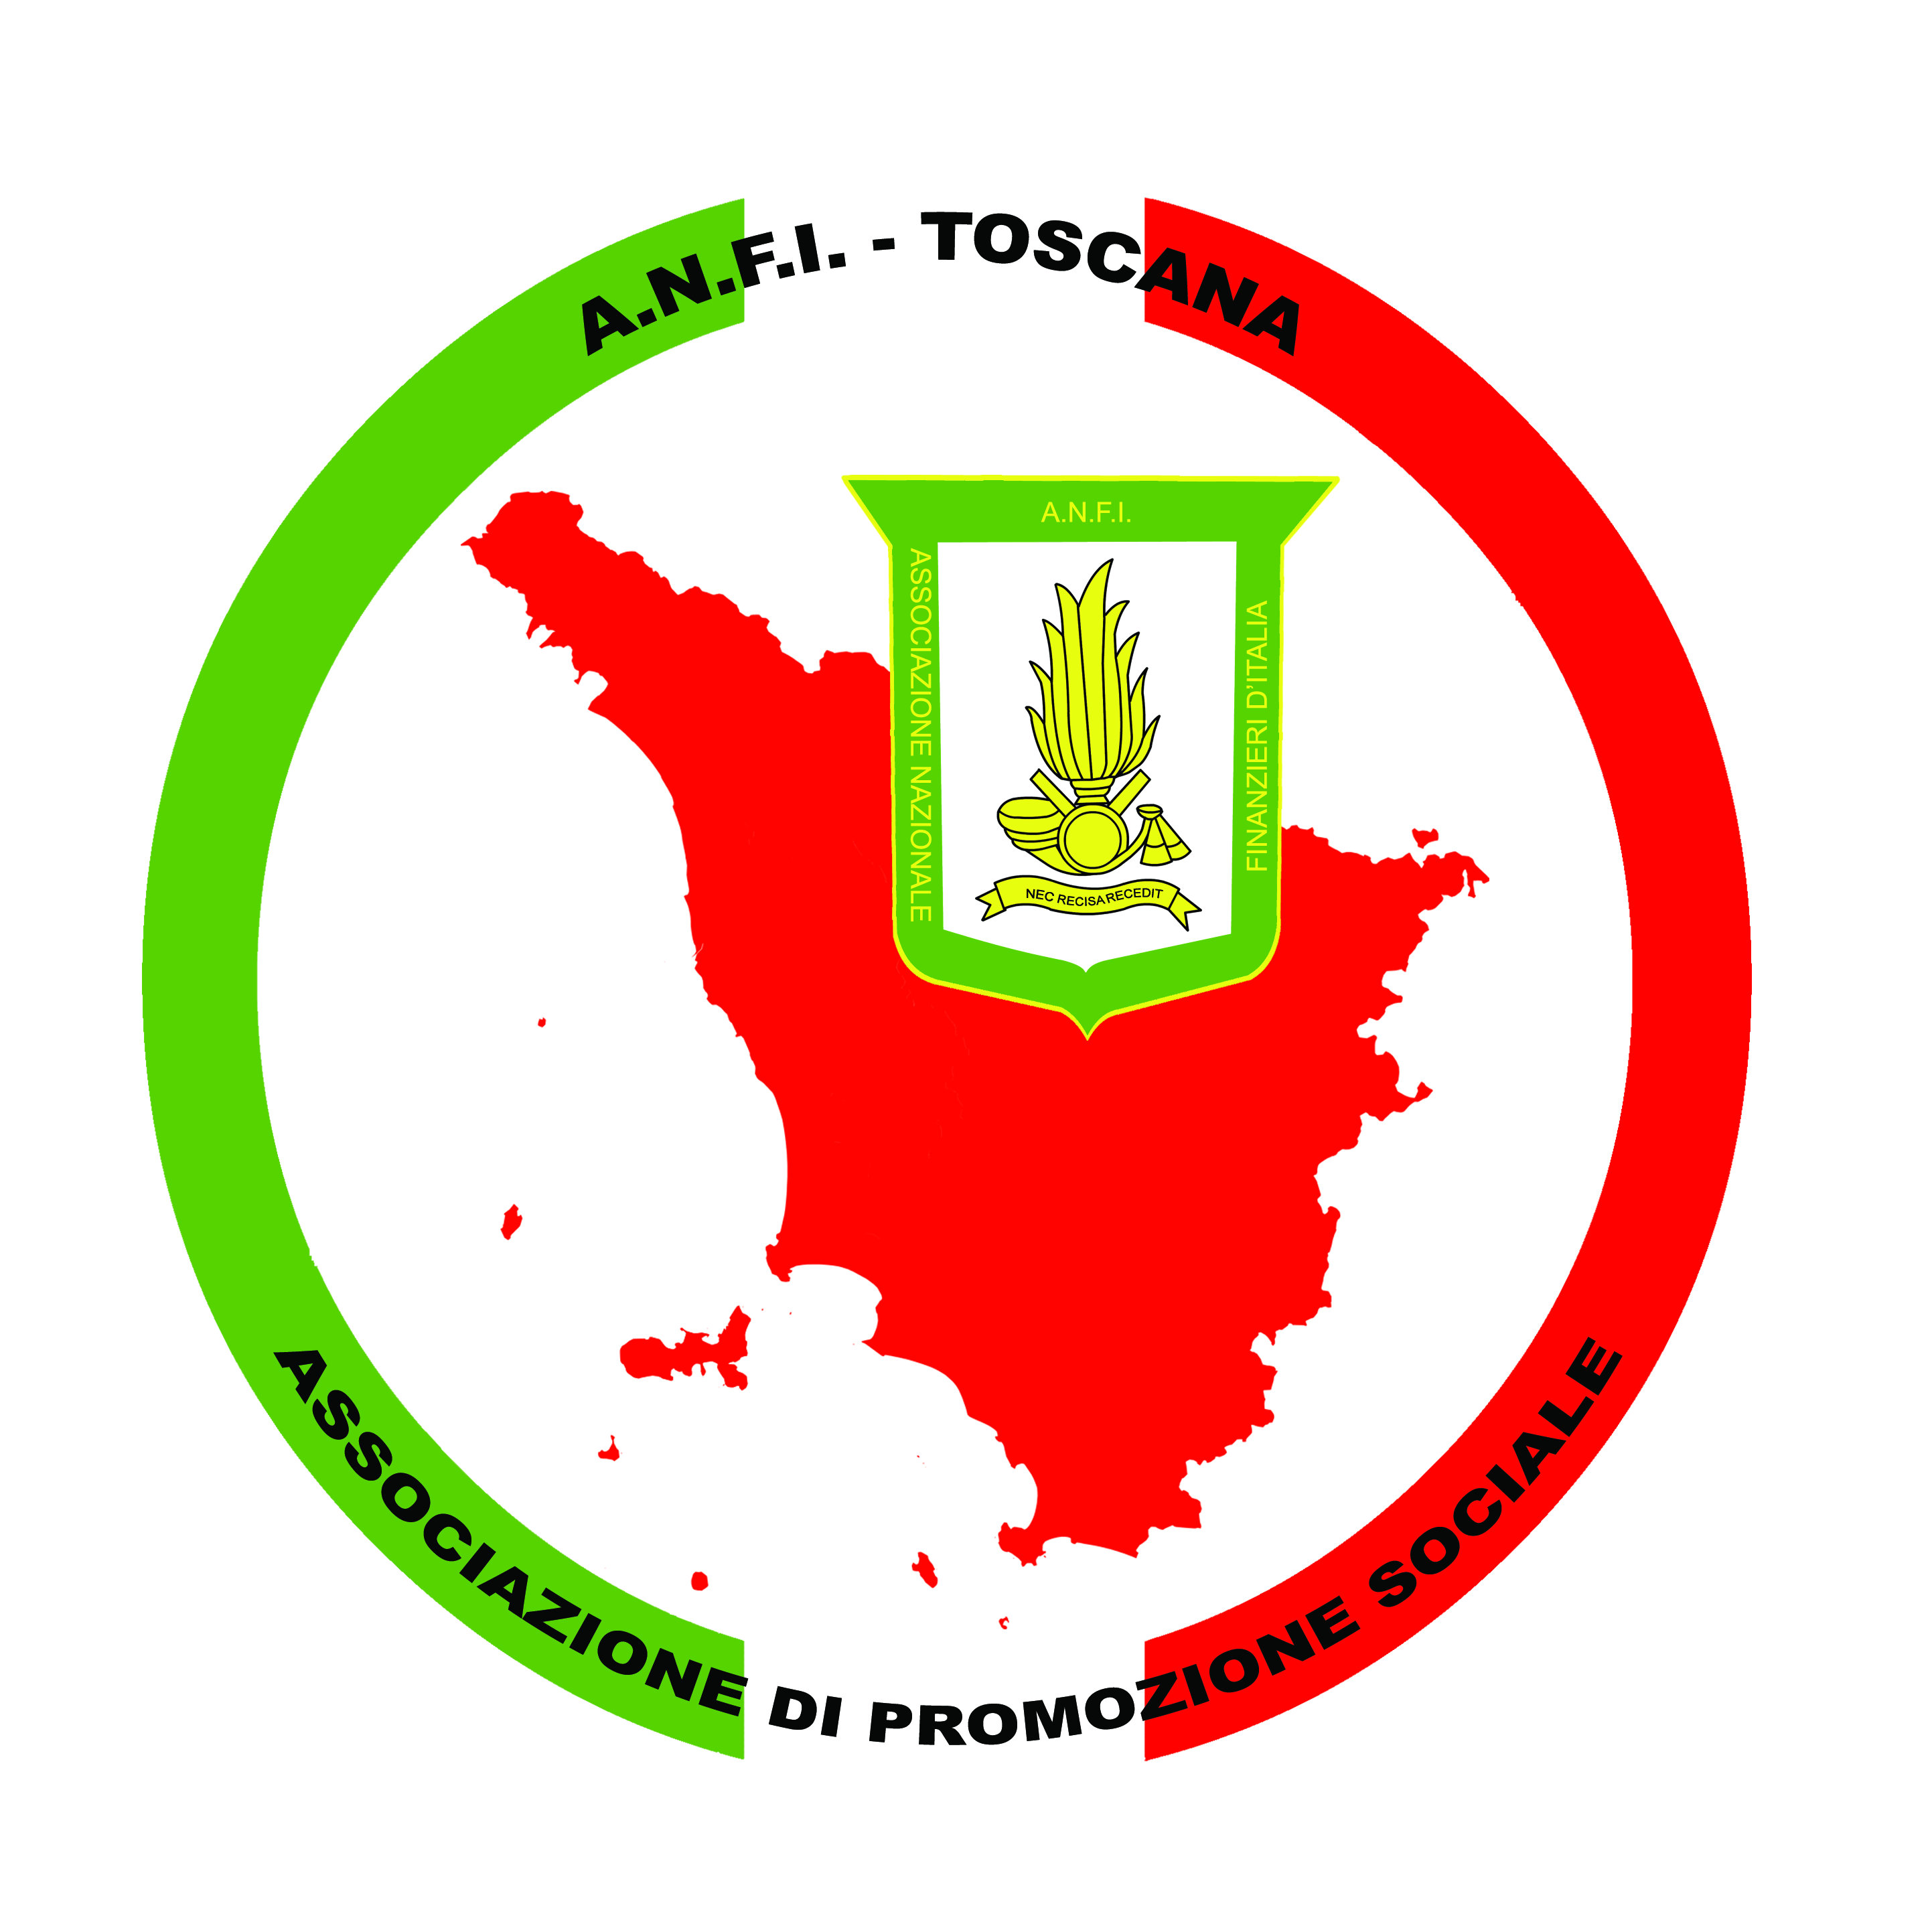 A.N.F.I. - TOSCANA
A.N.F.I.
ASSOCIAZIONE NAZIONALE
FINANZIERI D'ITALIA
NEC RECISA RECEDIT
ASSOCIAZIONE DI PROMOZIONE SOCIALE